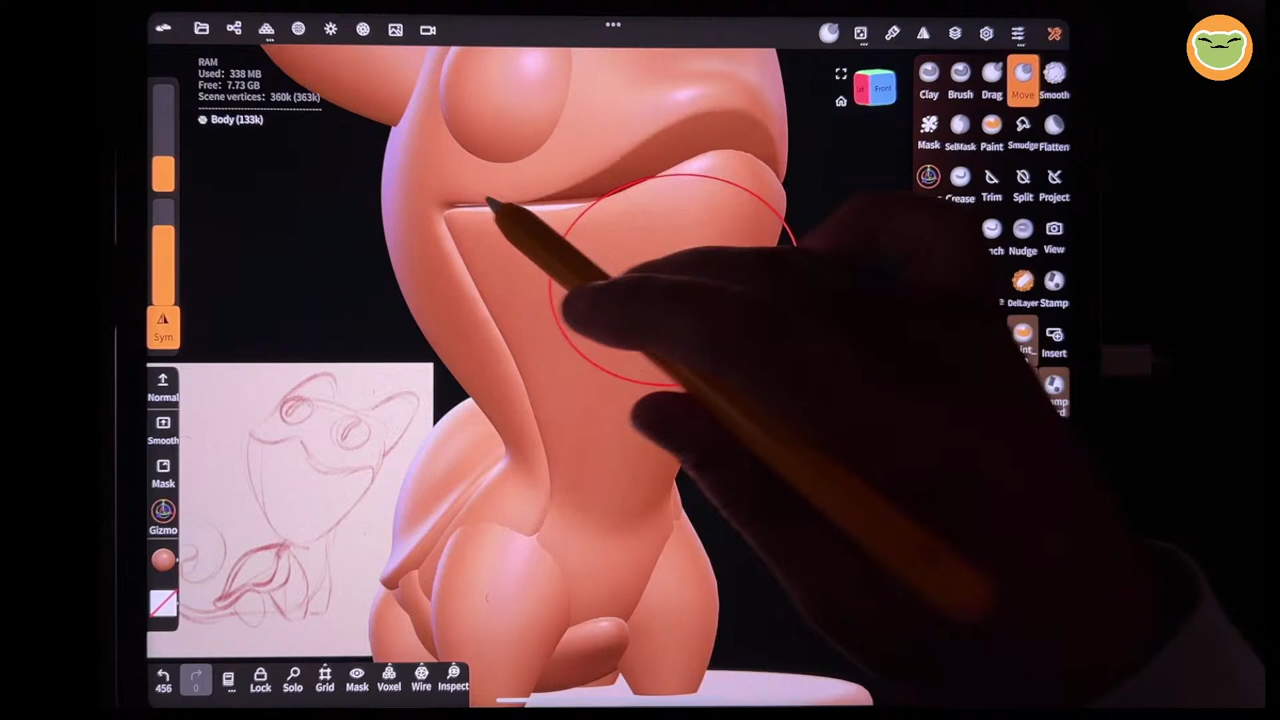 RAM
Used: 338 MB
Free: 7.73 GB
Scene vertices: 360k (363k)
Body (133k)
Front
Clay Brush Drag Move Smooth
Mask SelMask Paint Smudge Flatten
Crease Trim Split Project
nch Nudge View
DelLayer Stamp
Insert
Sym
Normal
Smooth
Mask
Gizmo
456 0 Lock Solo Grid Mask Voxel Wire Inspect